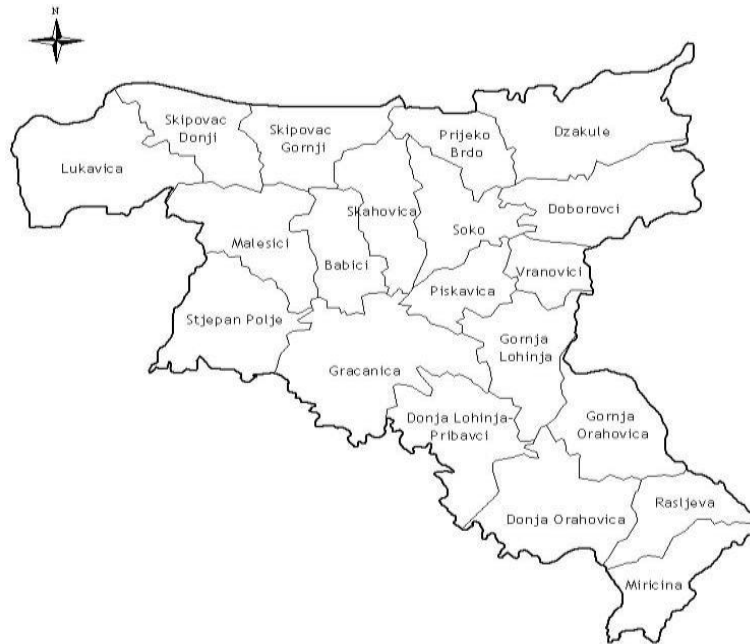 N
Skipovac
Donji
Skipovac
Gornji
Prijeko
Brdo
Dzakule
Lukavica
Skahovica
Doborovci
Malesici
Soko
Babici
Vranovici
Piskavica
Stjepan Polje
Gornja
Lohinja
Gracanica
Donja Lohinja-
Pribavci
Gornja
Orahovica
Rasljeva
Donja Orahovica
Miricina